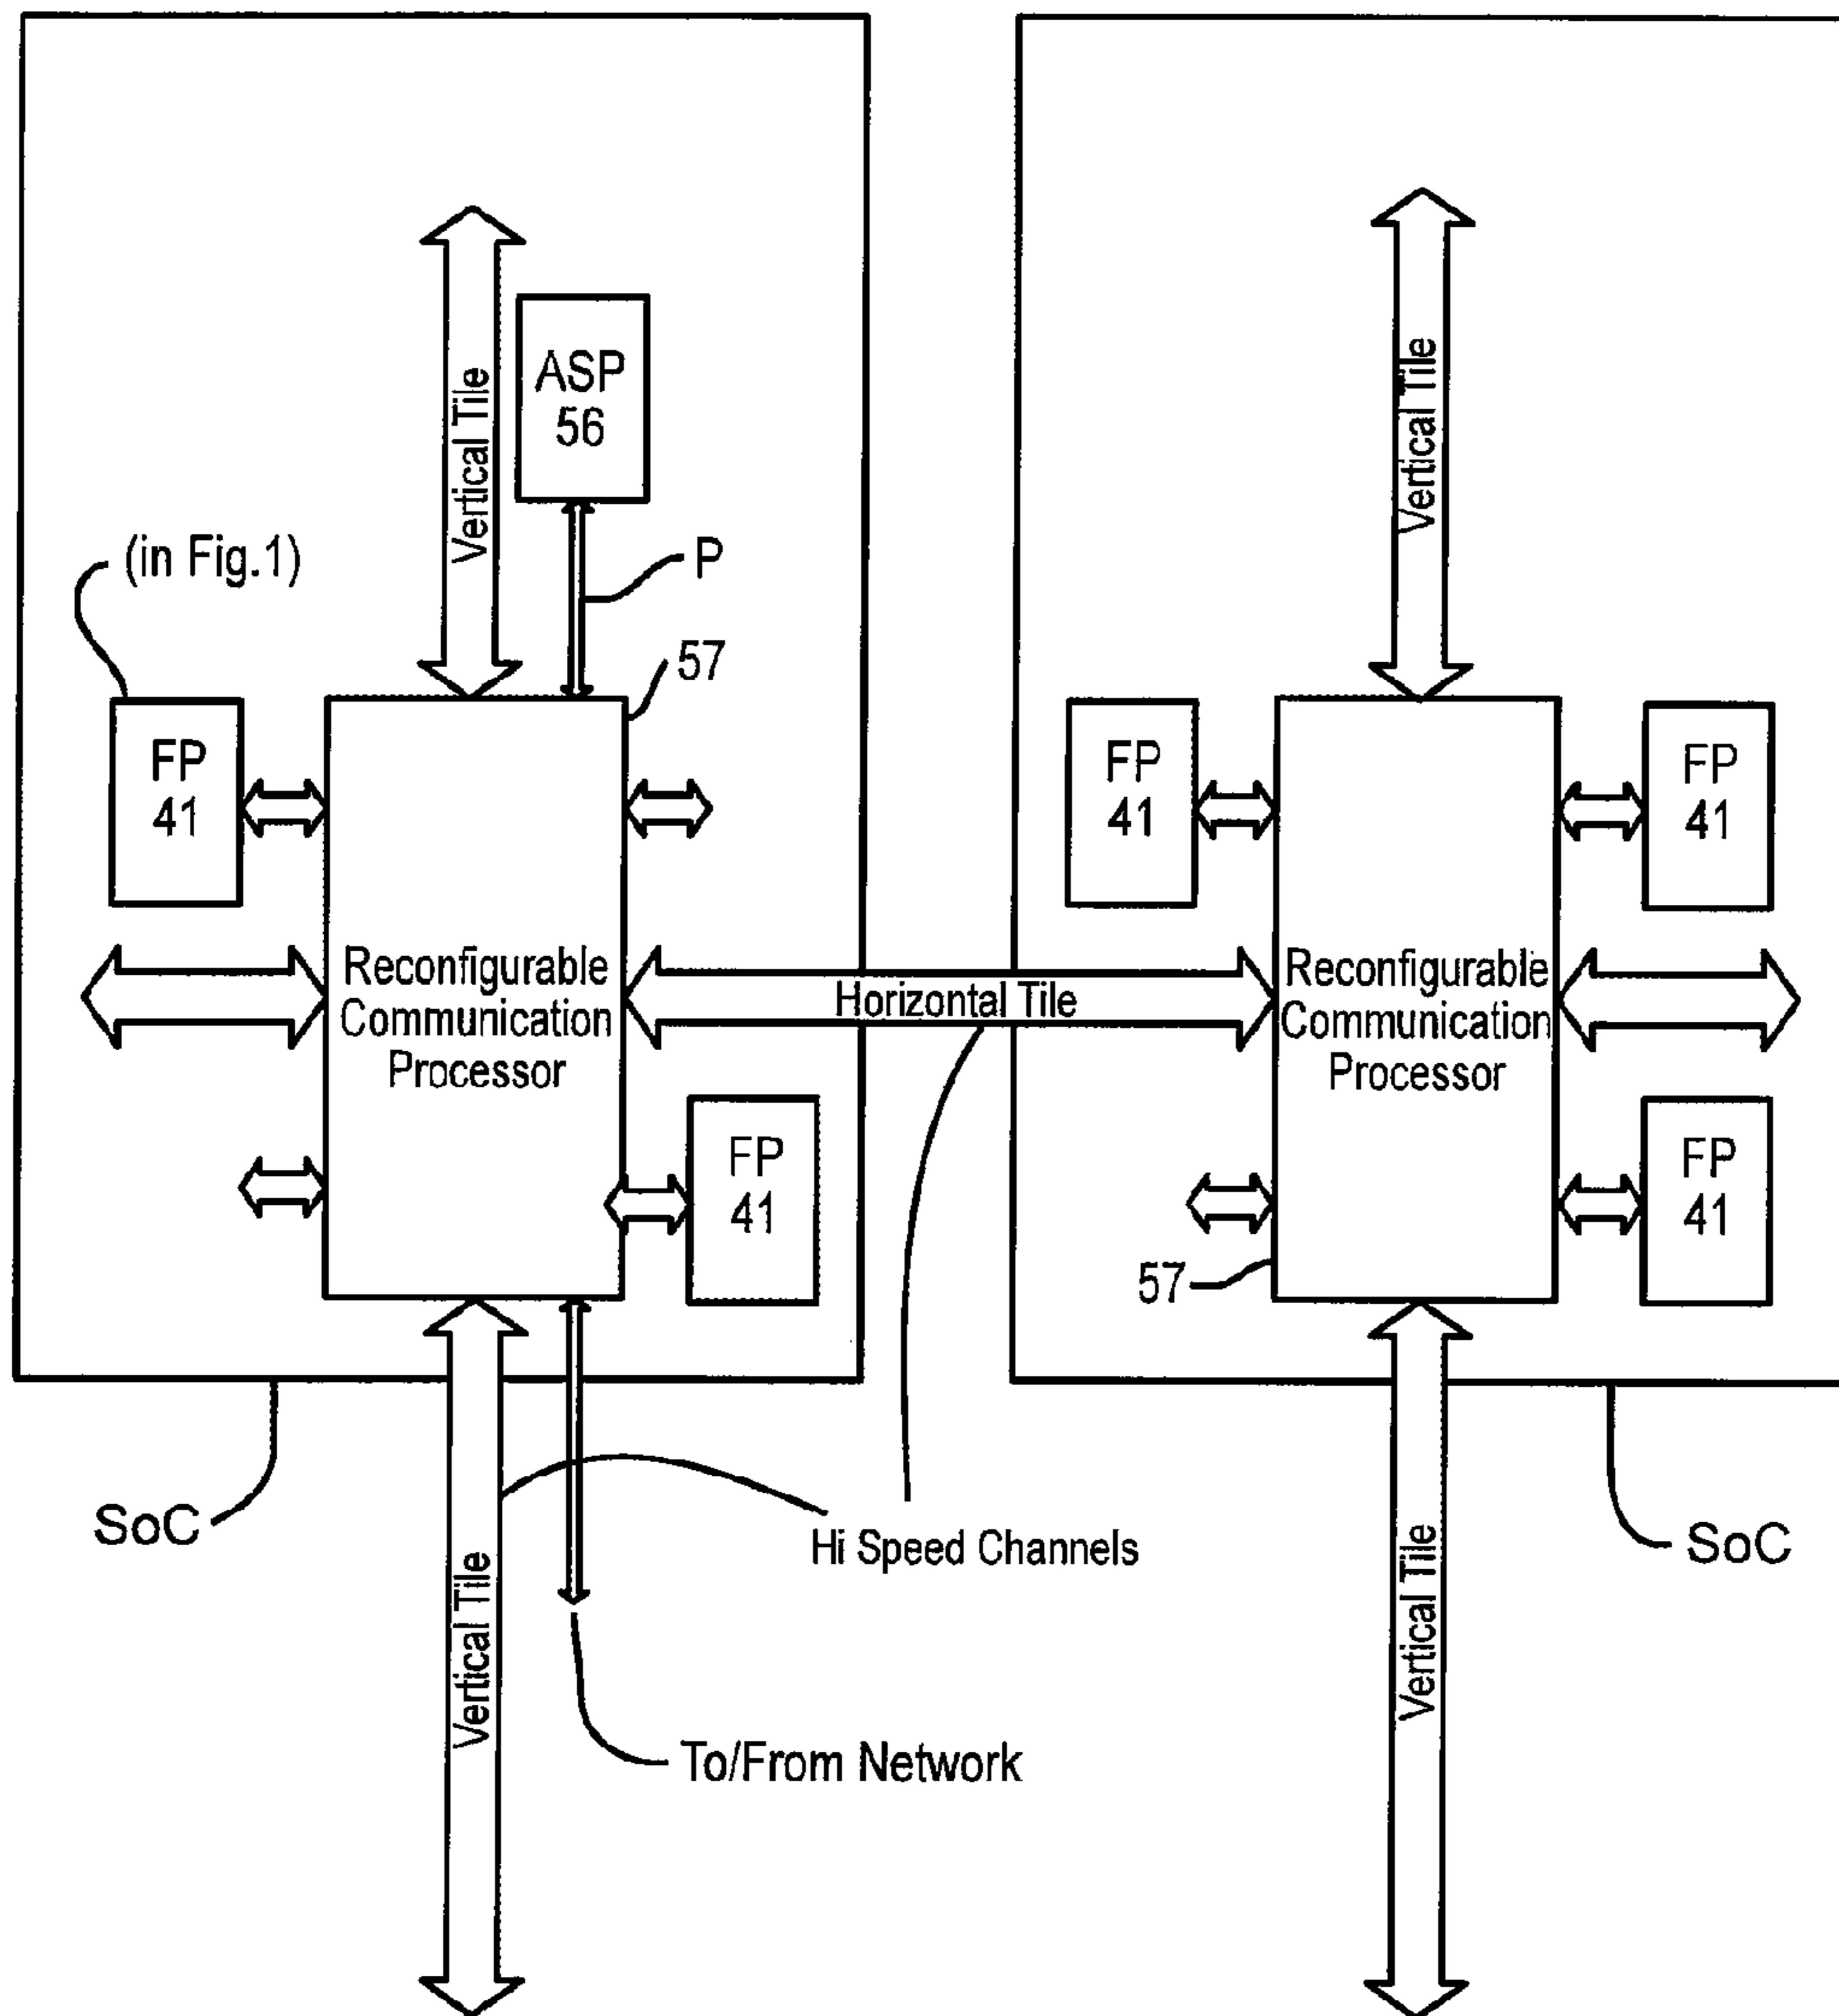 Vertical Tile
ASP
56
Vertical Tile
(in Fig.1)
P
57
FP
41
FP
41
FP
41
Reconfigurable
Communication
Processor
Horizontal Tile
Reconfigurable
Communication
Processor
FP
41
FP
41
57
SoC
Hi Speed Channels
SoC
Vertical Tile
Vertical Tile
To/From Network